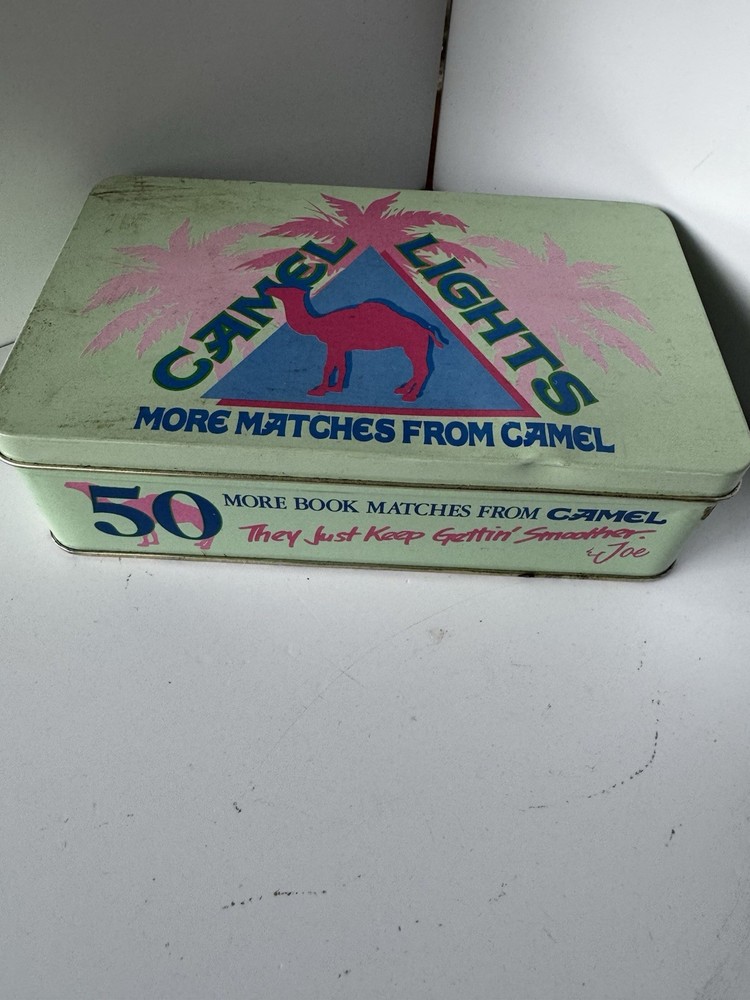 CAMEL LIGHTS
MORE MATCHES FROM CAMEL
50 MORE BOOK MATCHES FROM CAMEL
They Just Keep Gettin' Smoother.
Joe